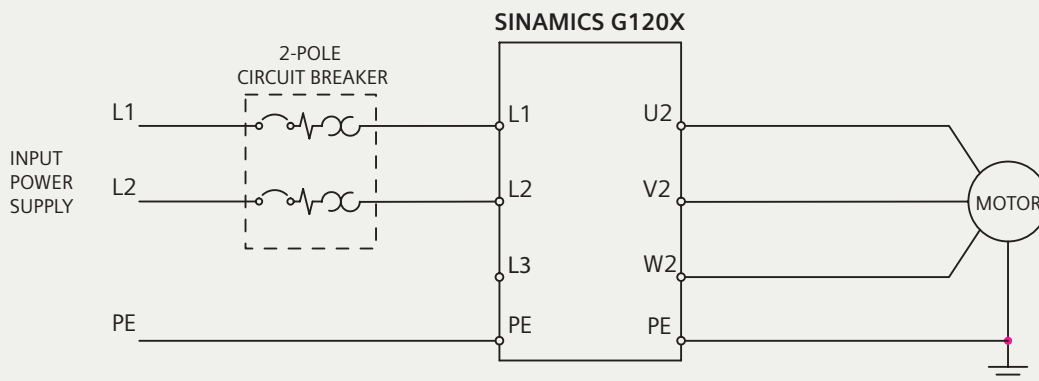 SINAMICS G120X
2-POLE
CIRCUIT BREAKER
L1
L1
U2
INPUT
POWER
SUPPLY
L2
L2
V2
MOTOR
L3
W2
PE
PE
PE